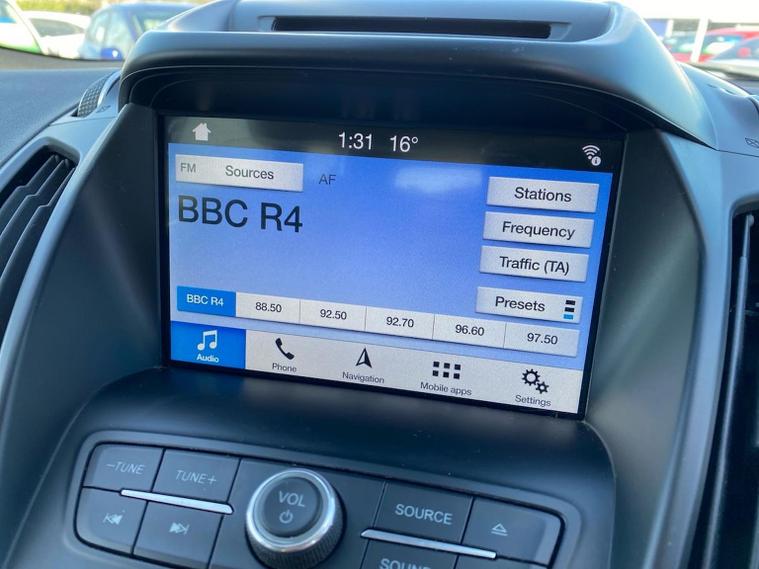 1:31 16°
FM Sources AF
Stations
BBC R4
Frequency
Traffic (TA)
Presets
BBC R4 88.50 92.50 92.70 96.60 97.50
Audio Phone Navigation Mobile apps Settings
-TUNE TUNE+
VOL
SOURCE